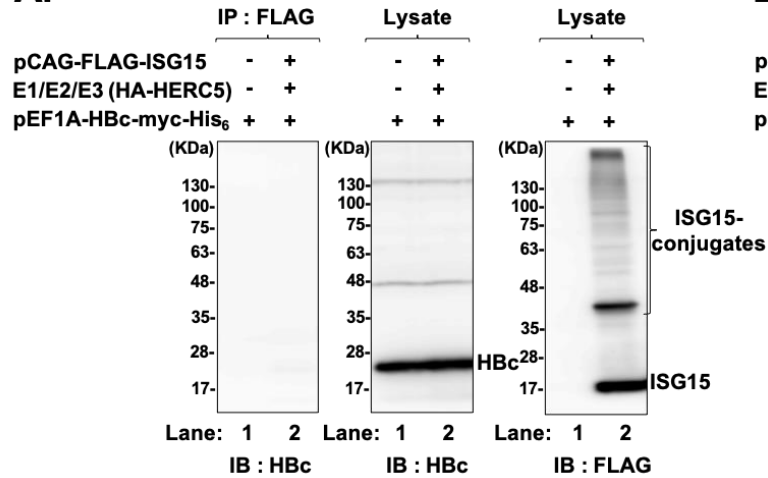 IP : FLAG Lysate Lysate
pCAG-FLAG-ISG15 - + - + - + p
E1/E2/E3 (HA-HERC5) - + - + - + E
pEF1A-HBc-myc-His6 + + + + + + p
(KDa) (KDa) (KDa)
130- 130- 130-
100- 100- 100-
75- 75- 75-
63- 63- 63-
48- 48- 48-
35- 35- 35-
28- 28- 28-
17- 17- 17-
ISG15-
conjugates
HBc
ISG15
Lane: 1 2 Lane: 1 2 Lane: 1 2
IB : HBc IB : HBc IB : FLAG